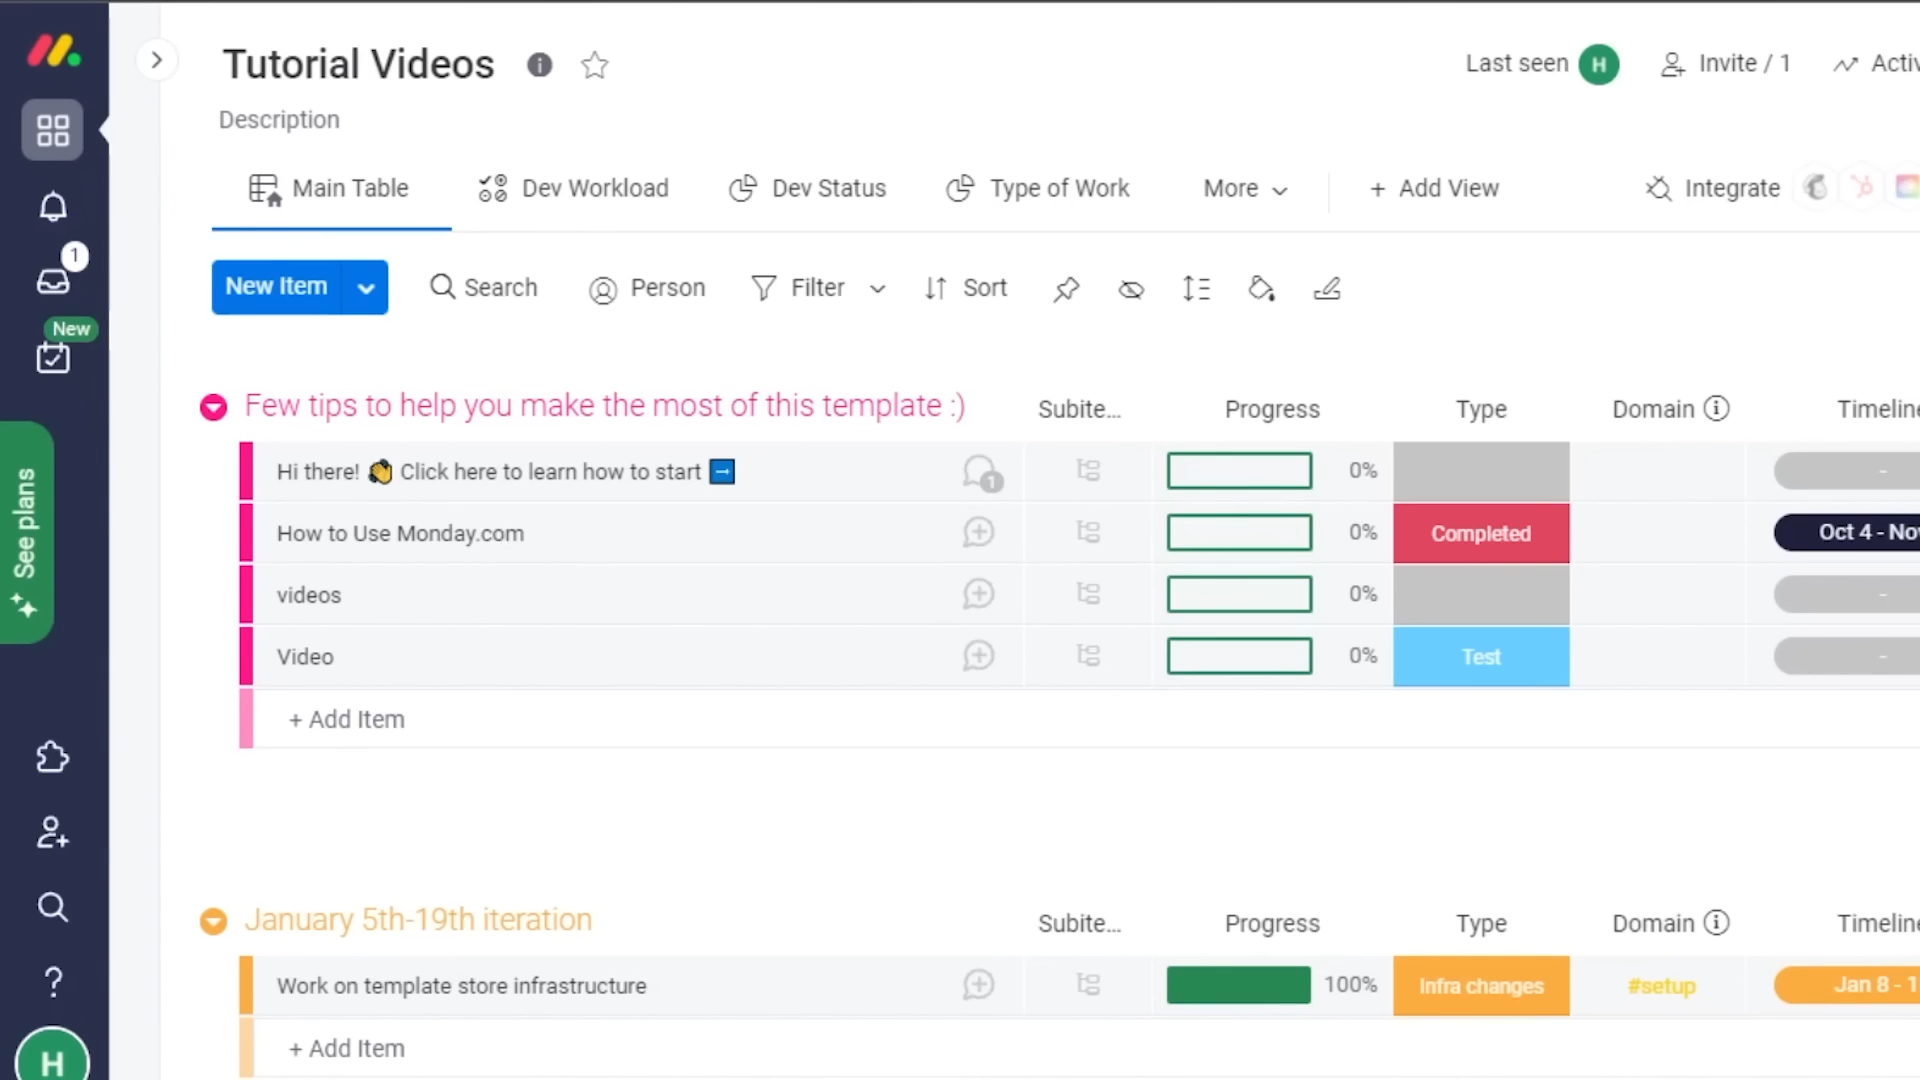 Tutorial Videos
Last seen H Invite / 1
Description
Main Table Dev Workload Dev Status Type of Work More + Add View Integrate
1
New Item Search Person Filter Sort
New
See plans
Few tips to help you make the most of this template :) Subite... Progress Type Domain Timeline
Hi there! 👏 Click here to learn how to start ➡ 1 0% -
How to Use Monday.com 0% Completed Oct 4 - Nov
videos 0% -
Video 0% Test -
+ Add Item
January 5th-19th iteration Subite... Progress Type Domain Timeline
Work on template store infrastructure 100% Infra changes #setup Jan 8 - 1
?
+ Add Item
H